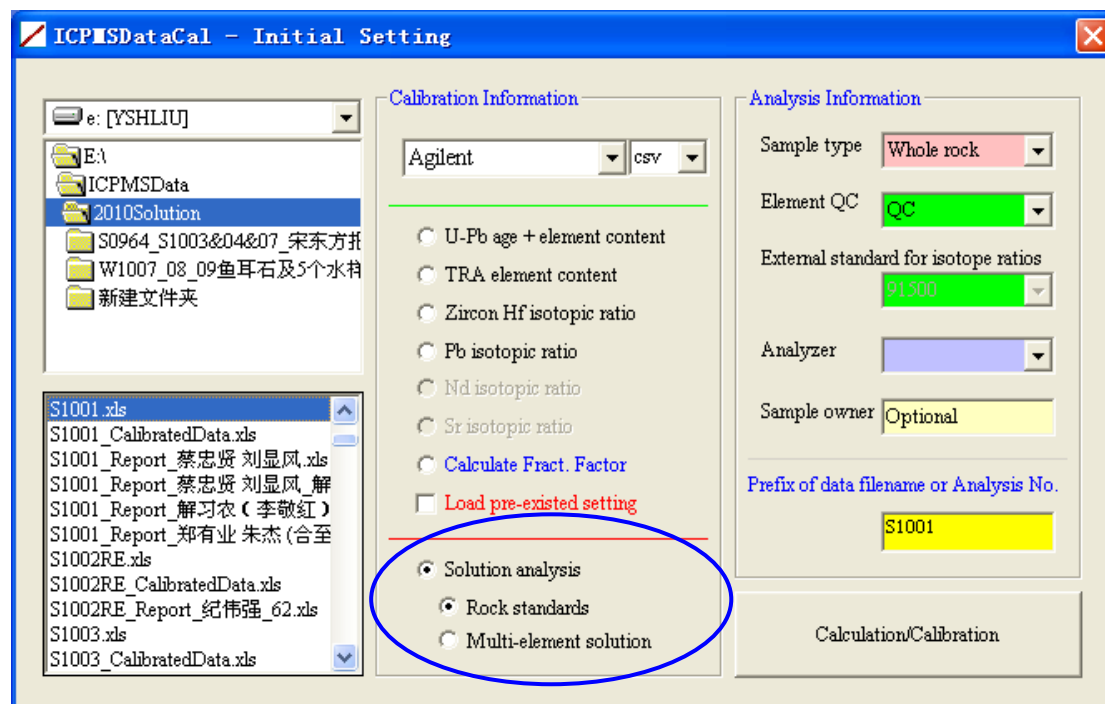 ICPMSDataCal - Initial Setting
e: [YSHLIU]
E:\
ICPMSData
2010Solution
S0964_S1003&04&07_宋东方拒
W1007_08_09鱼耳石及5个水样
新建文件夹
S1001.xls
S1001_CalibratedData.xls
S1001_Report_蔡忠贤 刘显凤.xls
S1001_Report_蔡忠贤 刘显凤_解
S1001_Report_解习农 ( 李敬红 )
S1001_Report_郑有业 朱杰 (合至
S1002RE.xls
S1002RE_CalibratedData.xls
S1002RE_Report_纪伟强_62.xls
S1003.xls
S1003_CalibratedData.xls
Calibration Information
Agilent csv
U-Pb age + element content
TRA element content
Zircon Hf isotopic ratio
Pb isotopic ratio
Nd isotopic ratio
Sr isotopic ratio
Calculate Fract. Factor
Load pre-existed setting
Solution analysis
Rock standards
Multi-element solution
Analysis Information
Sample type Whole rock
Element QC QC
External standard for isotope ratios
91500
Analyzer
Sample owner Optional
Prefix of data filename or Analysis No.
S1001
Calculation/Calibration